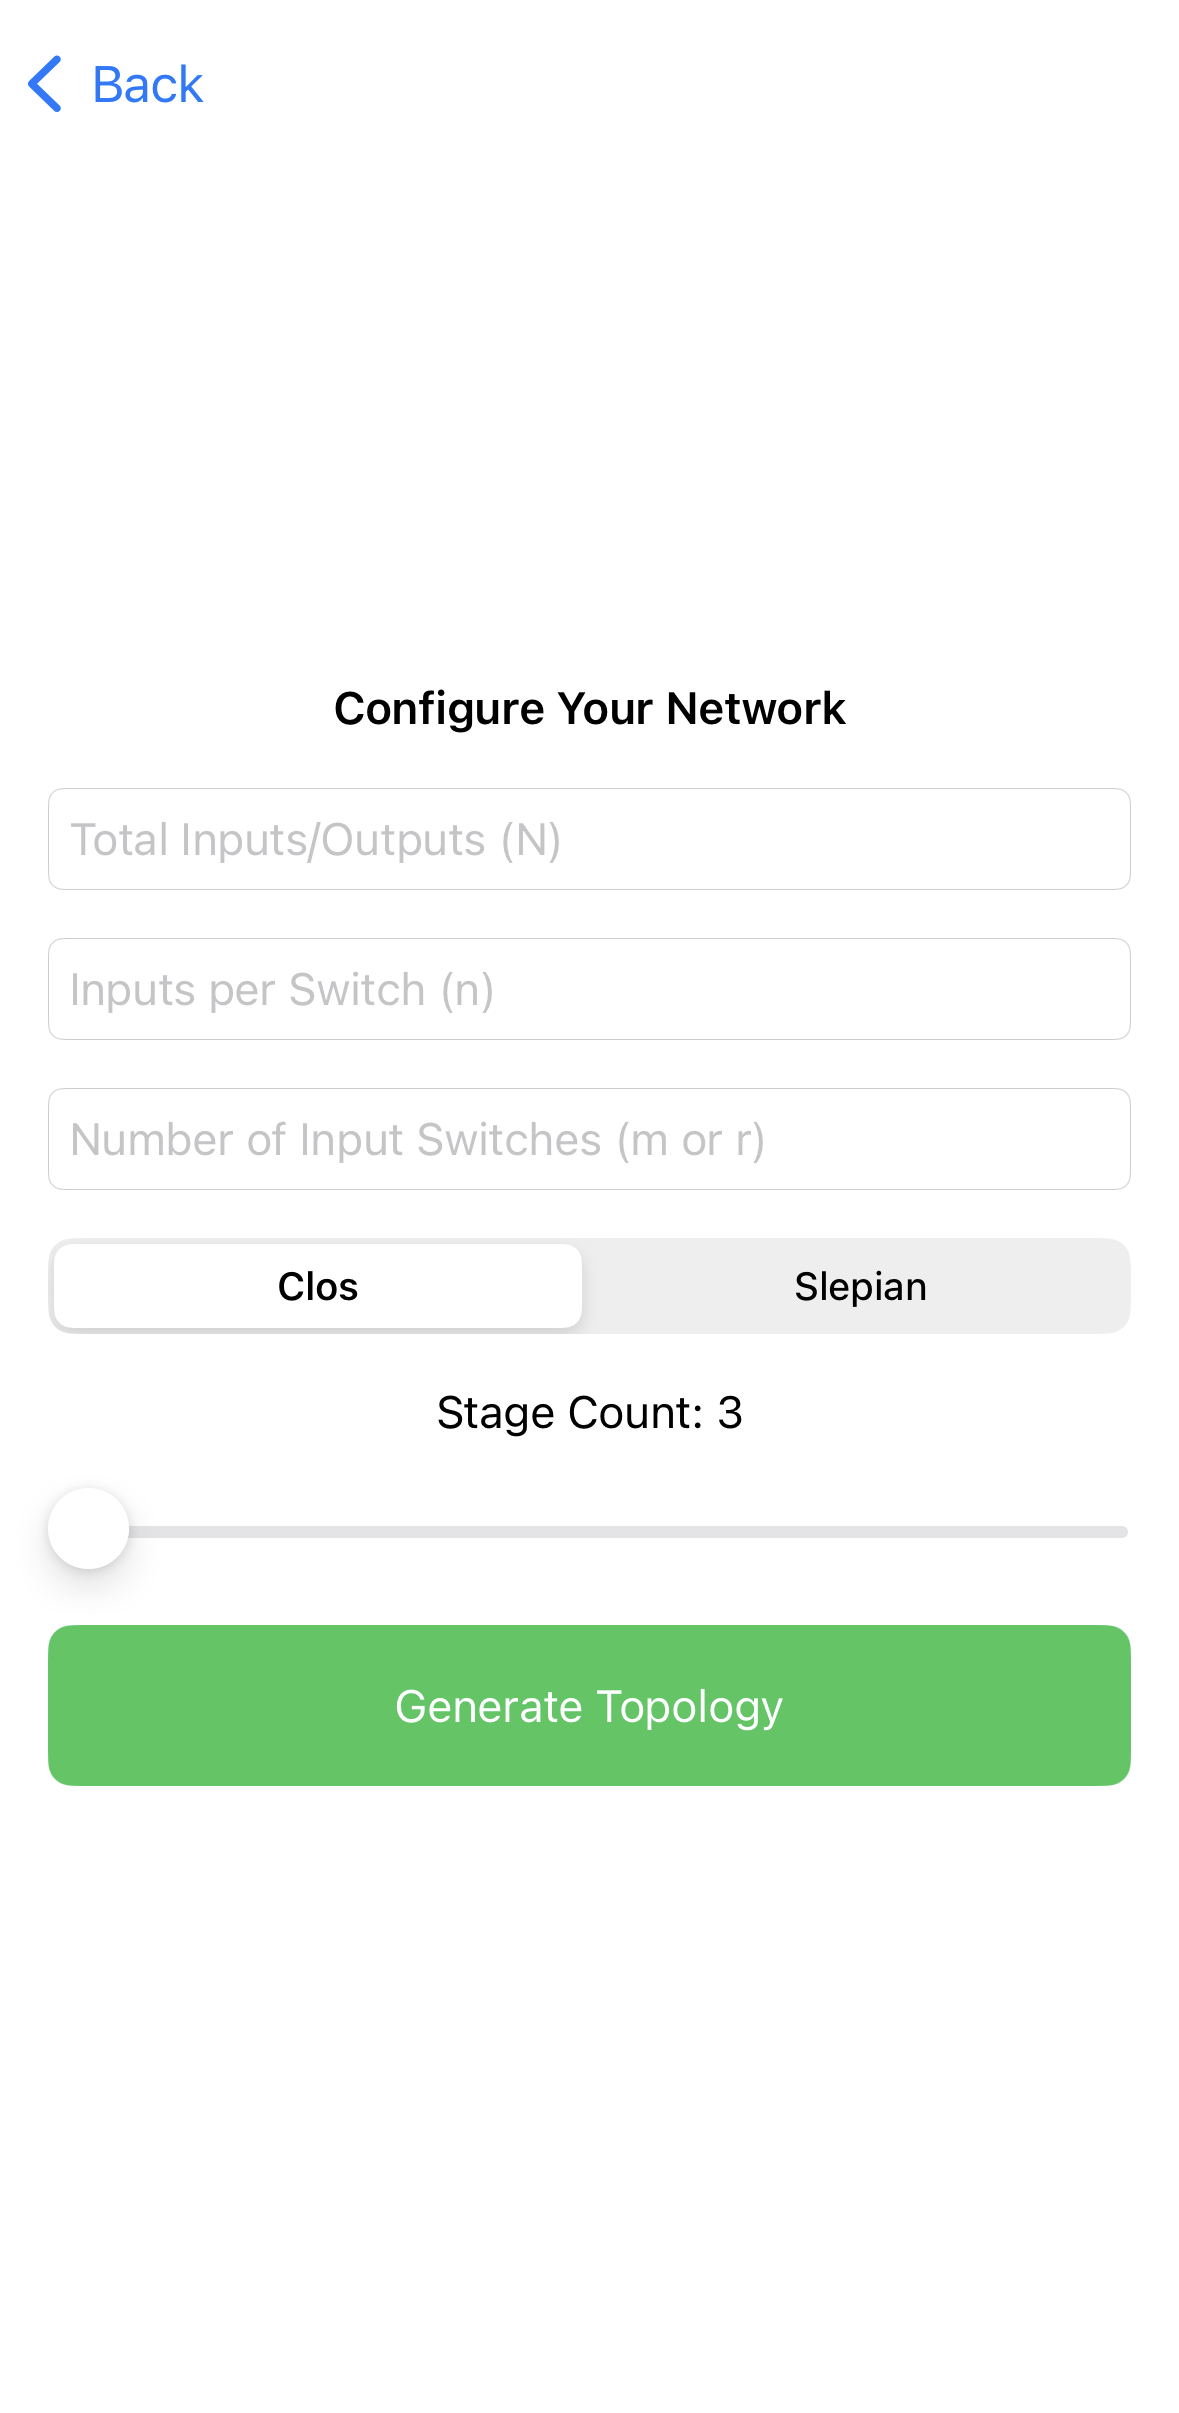 Back
Configure Your Network
Total Inputs/Outputs (N)
Inputs per Switch (n)
Number of Input Switches (m or r)
Clos
Slepian
Stage Count: 3
Generate Topology